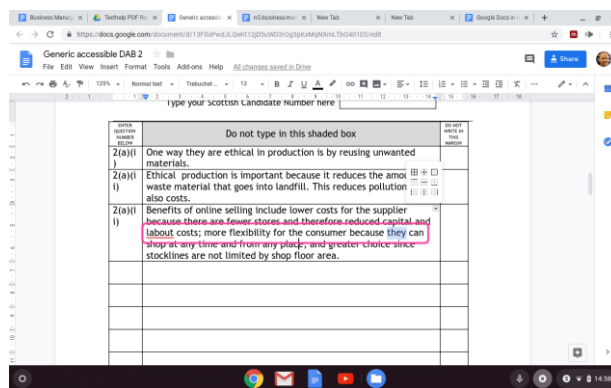 Business Manag
Texthelp PDF Re
Generic accessib
n5-business-man
New Tab
New Tab
Google Docs in
https://docs.google.com/document/d/
Generic accessible DAB 2
File Edit View Insert Format Tools Add-ons Help All changes saved in Drive
Share
125% Normal text Trebuchet ... 12 B I U A
Type your Scottish Candidate Number here
ENTER QUESTION NUMBER BELOW
Do not type in this shaded box
DO NOT WRITE IN THIS MARGIN
2(a)(i
)
One way they are ethical in production is by reusing unwanted
materials.
2(a)(i
i)
Ethical production is important because it reduces the amou
waste material that goes into landfill. This reduces pollution
also costs.
2(a)(i
i)
Benefits of online selling include lower costs for the supplier
because there are fewer stores and therefore reduced capital and
labout costs; more flexibility for the consumer because they can
shop at any time and from any place, and greater choice since
stocklines are not limited by shop floor area.
14:58